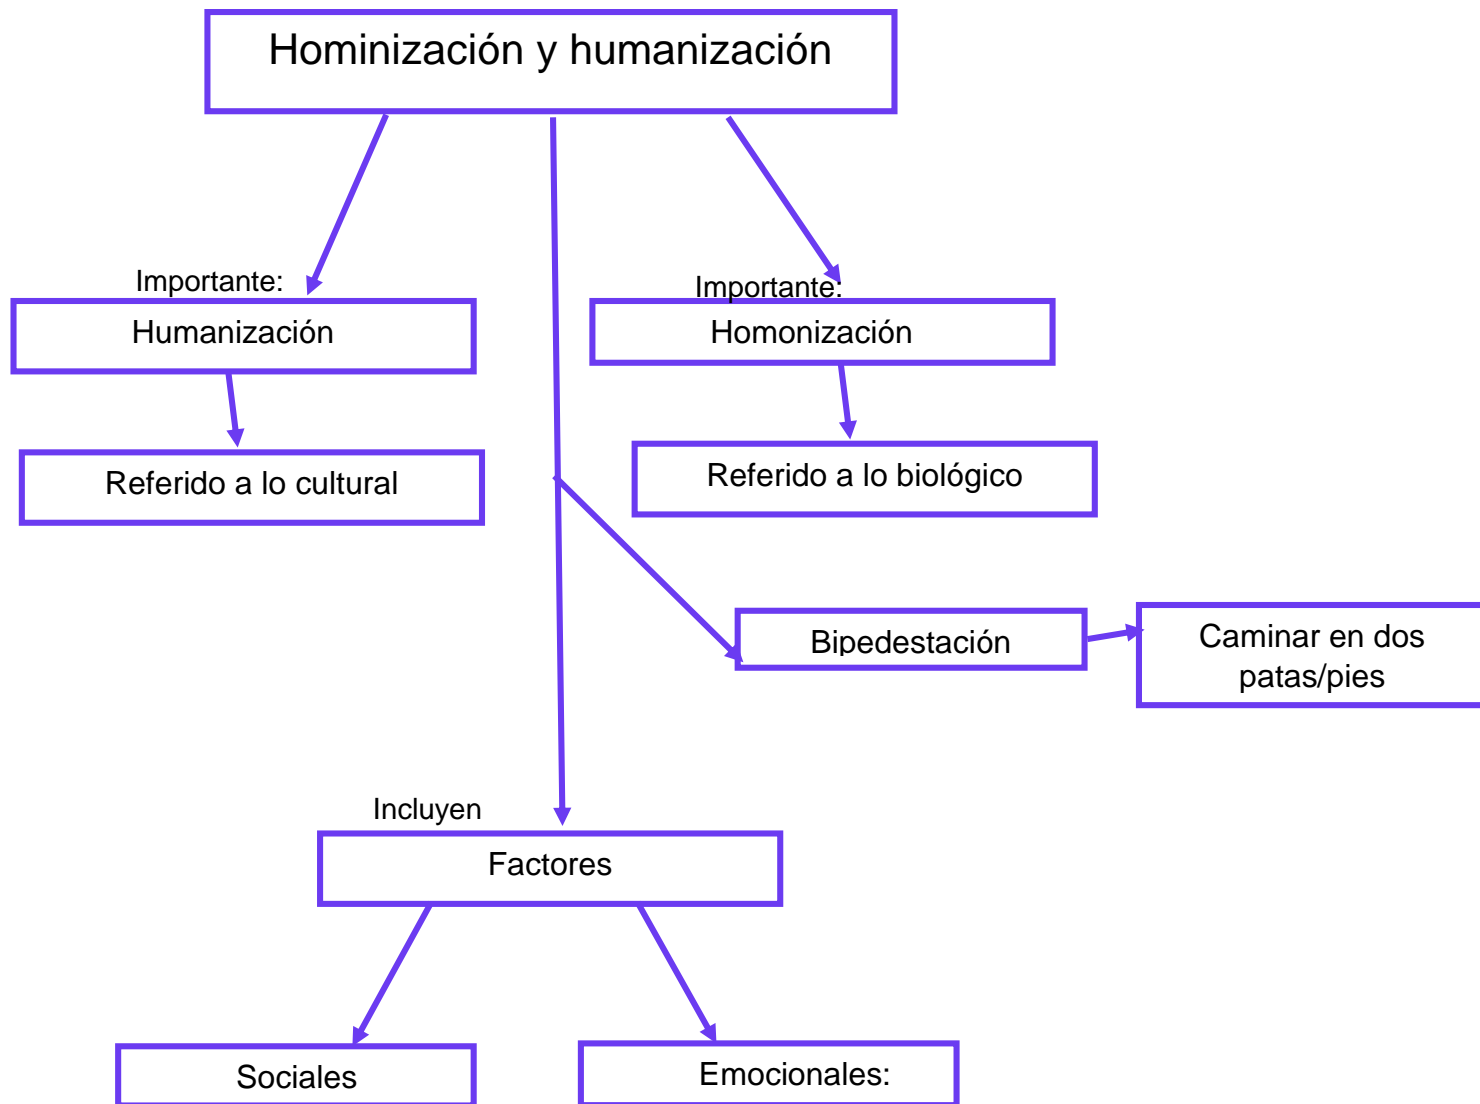 Hominización y humanización
Importante:
Humanización
Importante:
Homonización
Referido a lo cultural
Referido a lo biológico
Bipedestación
Caminar en dos
patas/pies
Incluyen
Factores
Sociales
Emocionales: